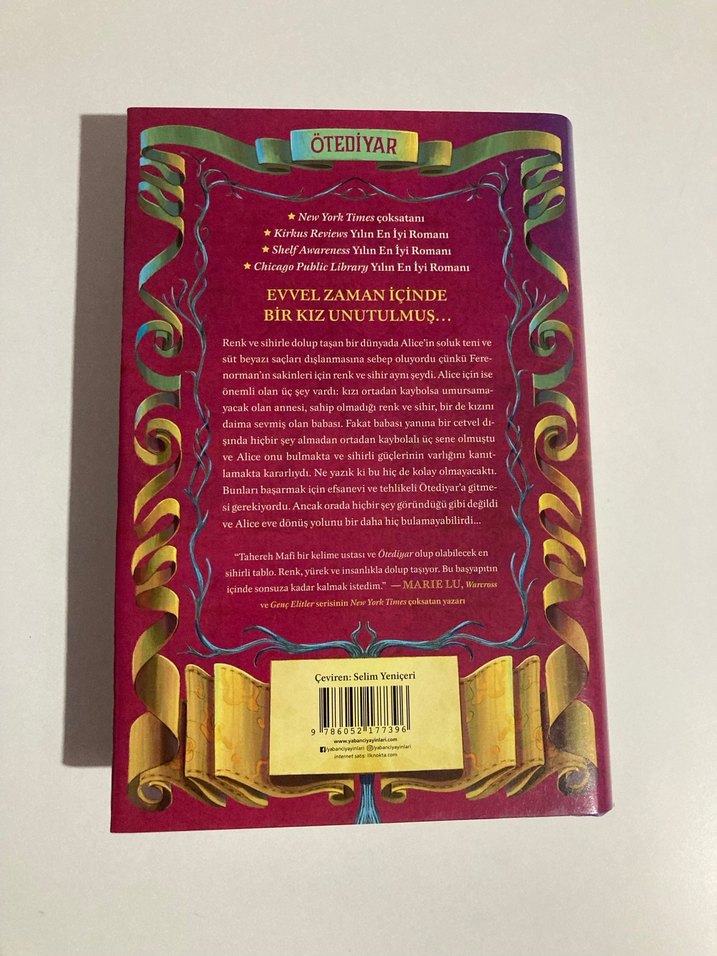 ÖTEDİYAR
★ New York Times çoksatanı
★ Kirkus Reviews Yılın En İyi Romanı
★ Shelf Awareness Yılın En İyi Romanı
★ Chicago Public Library Yılın En İyi Romanı
EVVEL ZAMAN İÇİNDE
BİR KIZ UNUTULMUŞ...
Renk ve sihirle dolup taşan bir dünyada Alice'in soluk teni ve
süt beyazı saçları dışlanmasına sebep oluyordu çünkü Fere-
norman'ın sakinleri için renk ve sihir aynı şeydi. Alice için ise
önemli olan üç şey vardı: kızı ortadan kaybolsa umursama-
yacak olan annesi, sahip olmadığı renk ve sihir, bir de kızını
daima sevmiş olan babası. Fakat babası yanına bir cetvel dı-
şında hiçbir şey almadan ortadan kaybolalı üç sene olmuştu
ve Alice onu bulmakta ve sihirli güçlerinin varlığını kanıt-
lamakta kararlıydı. Ne yazık ki bu hiç de kolay olmayacaktı.
Bunları başarmak için efsanevi ve tehlikeli Ötediyar'a gitme-
si gerekiyordu. Ancak orada hiçbir şey göründüğü gibi değildi
ve Alice eve dönüş yolunu bir daha hiç bulamayabilirdi...
"Tahereh Mafi bir kelime ustası ve Ötediyar olup olabilecek en
sihirli tablo. Renk, yürek ve insanlıkla dolup taşıyor. Bu başyapıtın
içinde sonsuza kadar kalmak istedim." — MARIE LU, Warcross
ve Genç Elitler serisinin New York Times çoksatan yazarı
Çeviren: Selim Yeniçeri
9 786052 177396
www.yabanciyayinlari.com
/yabanciyayinlari /yabanciyayinlari
internet satış: ilknokta.com